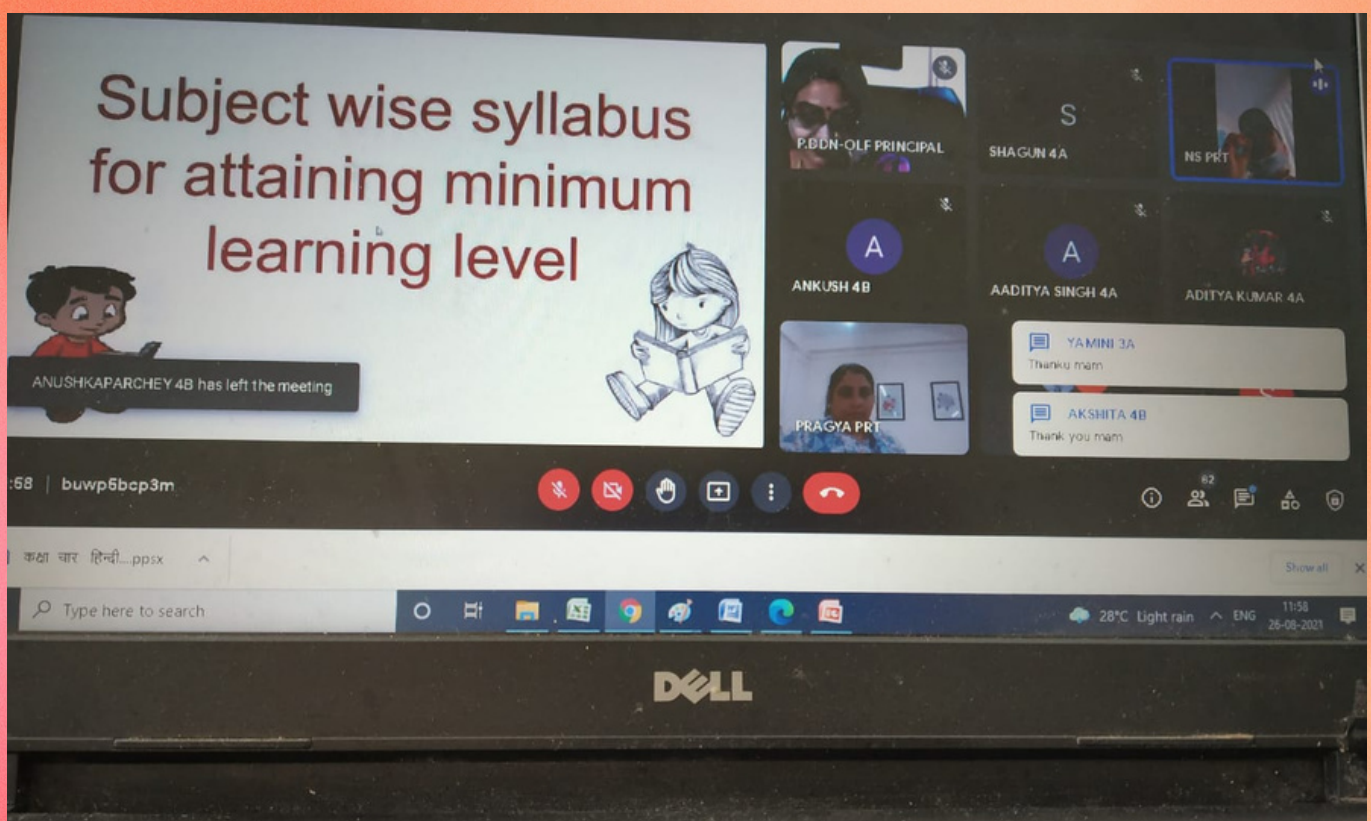 Subject wise syllabus
for attaining minimum
learning level
ANUSHKAPARCHEY 4B has left the meeting
P.DDN-OLF PRINCIPAL
S
SHAGUN 4A
NS PRT
A
ANKUSH 4B
A
AADITYA SINGH 4A
ADITYA KUMAR 4A
PRAGYA PRT
YAMINI 3A
Thanku mam
AKSHITA 4B
Thank you mam
:58 | buwp6bcp3m
62
कक्षा चार हिन्दी....ppsx
Show all
Type here to search
28°C Light rain
ENG
11:58
26-08-2021
DELL